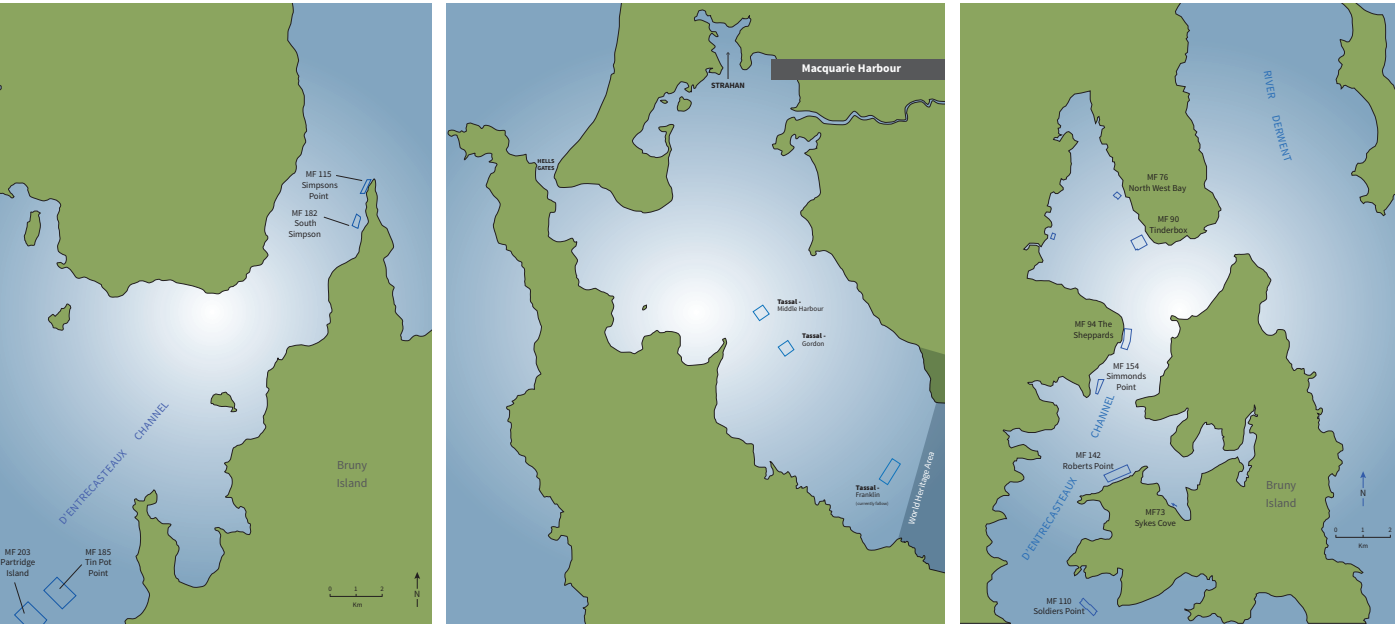 MF 115
Simpsons
Point
MF 182
South
Simpson
D'ENTRECASTEAUX CHANNEL
Bruny
Island
MF 203
Partridge
Island
MF 185
Tin Pot
Point
0 1 2
Km
N
Macquarie Harbour
STRAHAN
HELLS
GATES
Tassal -
Middle Harbour
Tassal -
Gordon
Tassal -
Franklin
(currently fallow)
World Heritage Area
RIVER DERWENT
MF 76
North West Bay
MF 90
Tinderbox
MF 94 The
Sheppards
MF 154
Simmonds
Point
D'ENTRECASTEAUX CHANNEL
MF 142
Roberts Point
MF73
Sykes Cove
Bruny
Island
N
0 1 2
Km
MF 110
Soldiers Point